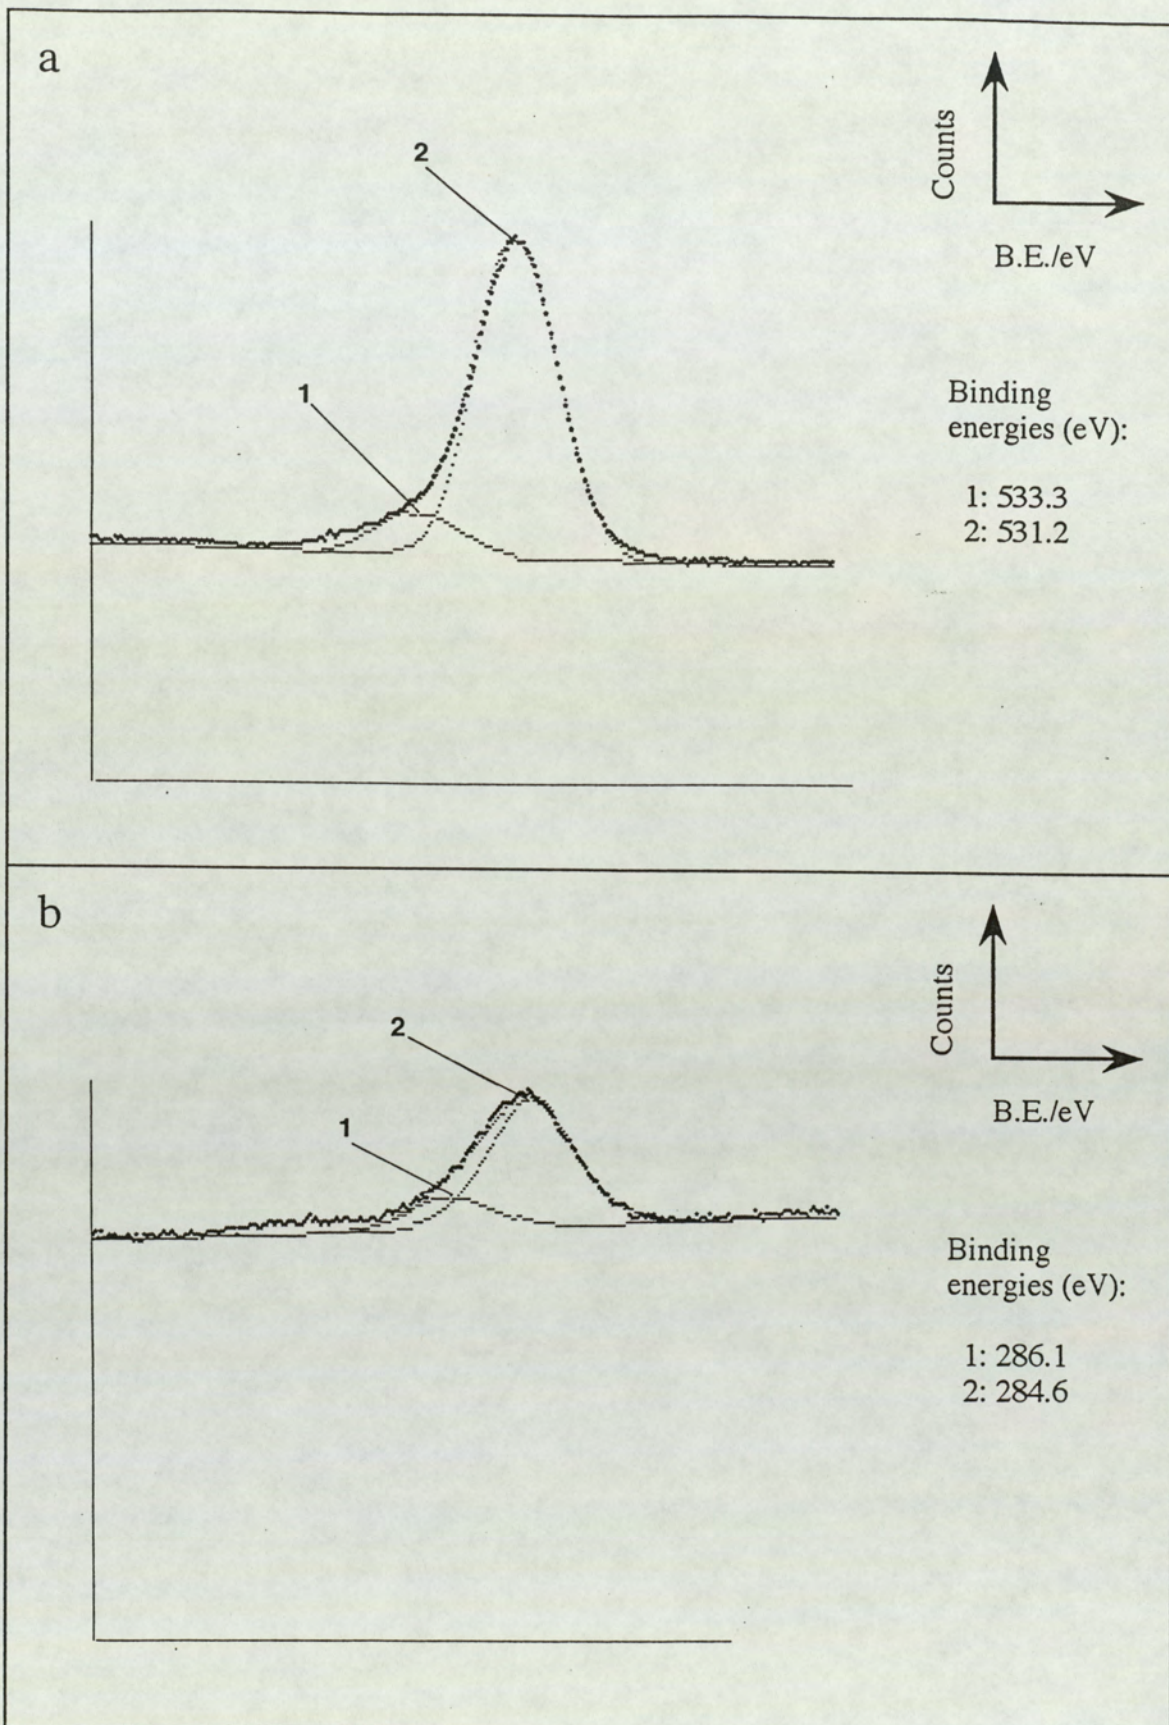 a
2
1
Counts
B.E./eV
Binding
energies (eV):
1: 533.3
2: 531.2
b
2
1
Counts
B.E./eV
Binding
energies (eV):
1: 286.1
2: 284.6